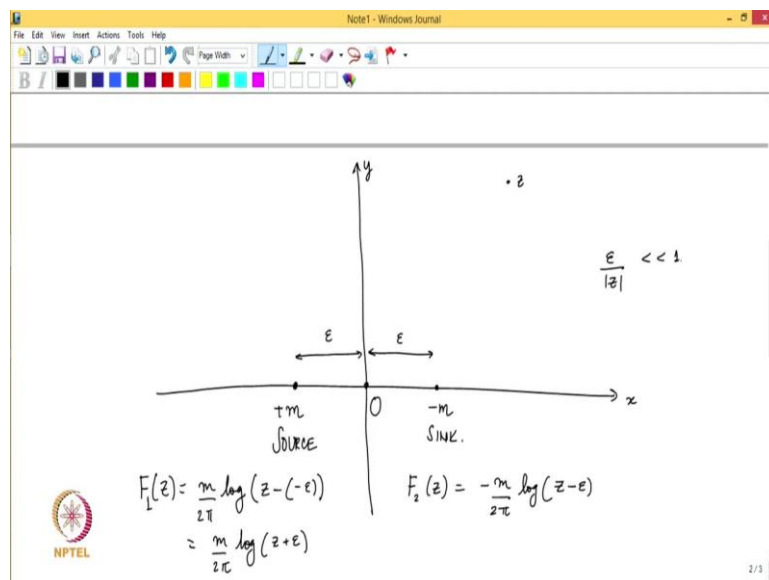 Note1 - Windows Journal
File Edit View Insert Actions Tools Help
Page Width
B I
y
• z
ε/|z| << 1.
ε ε
x
+m O -m
SOURCE SINK.
F₁(z) = m/2π log(z-(-ε)) F₂(z) = -m/2π log(z-ε)
= m/2π log(z+ε)
NPTEL
2/3